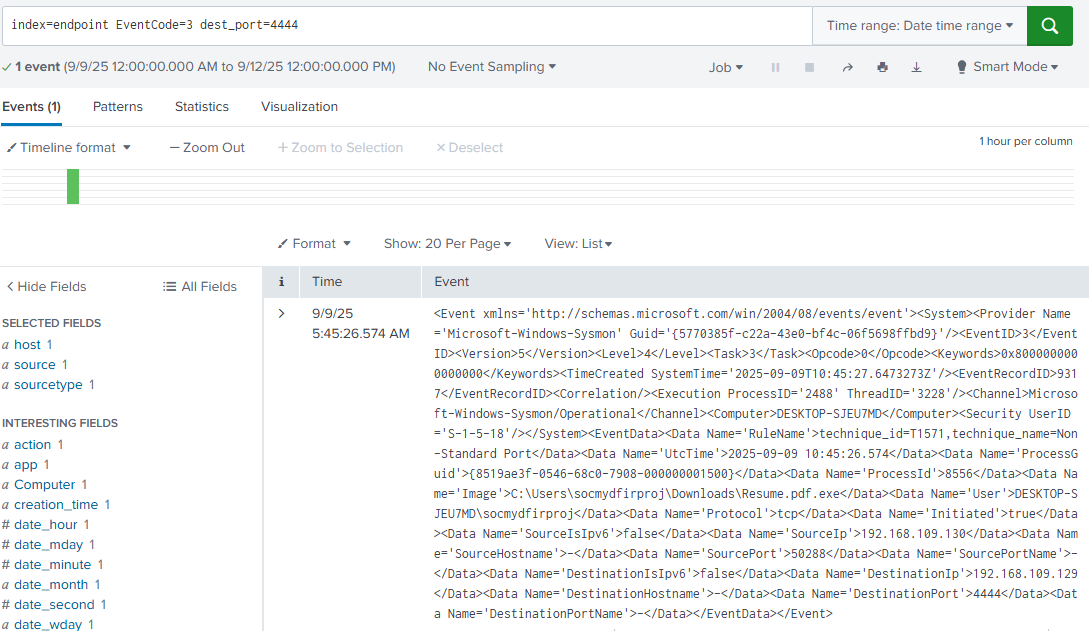 index=endpoint EventCode=3 dest_port=4444
Time range: Date time range
1 event (9/9/25 12:00:00.000 AM to 9/12/25 12:00:00.000 PM)
No Event Sampling
Job
Smart Mode
Events (1)
Patterns
Statistics
Visualization
Timeline format
— Zoom Out
+ Zoom to Selection
× Deselect
1 hour per column
Format
Show: 20 Per Page
View: List
< Hide Fields
All Fields
SELECTED FIELDS
a host 1
a source 1
a sourcetype 1
INTERESTING FIELDS
a action 1
a app 1
a Computer 1
a creation_time 1
# date_hour 1
# date_mday 1
# date_minute 1
a date_month 1
# date_second 1
a date_wday 1
i
Time
Event
>
9/9/25
5:45:26.574 AM
<Event xmlns='http://schemas.microsoft.com/win/2004/08/events/event'><System><Provider Name
='Microsoft-Windows-Sysmon' Guid='{5770385f-c22a-43e0-bf4c-06f5698ffbd9}'/><EventID>3</Event
ID><Version>5</Version><Level>4</Level><Task>3</Task><Opcode>0</Opcode><Keywords>0x800000000
0000000</Keywords><TimeCreated SystemTime='2025-09-09T10:45:27.6473273Z'/><EventRecordID>931
7</EventRecordID><Correlation/><Execution ProcessID='2488' ThreadID='3228'/><Channel>Microso
ft-Windows-Sysmon/Operational</Channel><Computer>DESKTOP-SJEU7MD</Computer><Security UserID
='S-1-5-18'/></System><EventData><Data Name='RuleName'>technique_id=T1571,technique_name=Non
-Standard Port</Data><Data Name='UtcTime'>2025-09-09 10:45:26.574</Data><Data Name='ProcessG
uid'>{8519ae3f-0546-68c0-7908-000000001500}</Data><Data Name='ProcessId'>8556</Data><Data Na
me='Image'>C:\Users\socmydfirproj\Downloads\Resume.pdf.exe</Data><Data Name='User'>DESKTOP-S
JEU7MD\socmydfirproj</Data><Data Name='Protocol'>tcp</Data><Data Name='Initiated'>true</Data
><Data Name='SourceIsIpv6'>false</Data><Data Name='SourceIp'>192.168.109.130</Data><Data Nam
e='SourceHostname'>-</Data><Data Name='SourcePort'>50288</Data><Data Name='SourcePortName'>-
</Data><Data Name='DestinationIsIpv6'>false</Data><Data Name='DestinationIp'>192.168.109.129
</Data><Data Name='DestinationHostname'>-</Data><Data Name='DestinationPort'>4444</Data><Dat
a Name='DestinationPortName'>-</Data></EventData></Event>